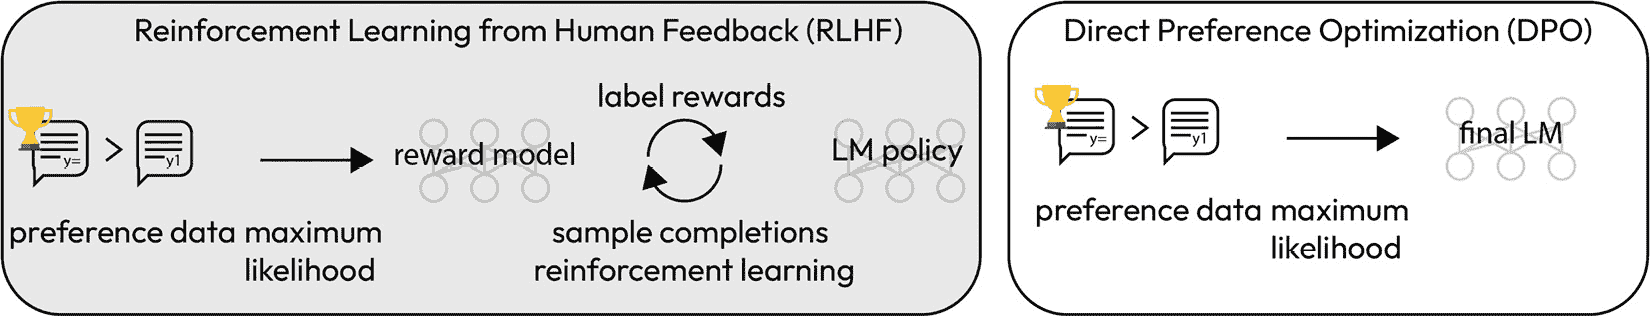 Reinforcement Learning from Human Feedback (RLHF)
label rewards
y=
>
y1
reward model
LM policy
preference data maximum
likelihood
sample completions
reinforcement learning
Direct Preference Optimization (DPO)
y=
>
y1
final LM
preference data maximum
likelihood